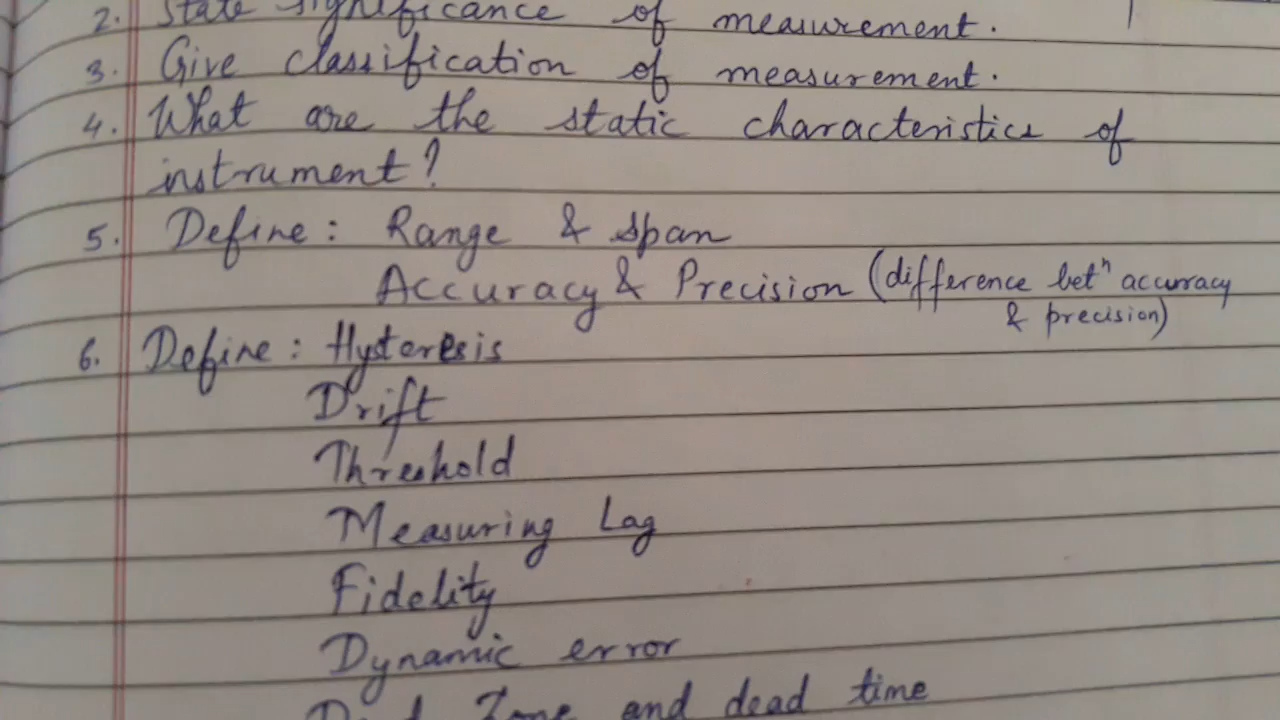 2. State significance of measurement.
3. Give classification of measurement.
4. What are the static characteristics of
instrument?
5. Define: Range & span
Accuracy & Precision (difference betⁿ accuracy
& precision)
6. Define: Hysteresis
Drift
Threshold
Measuring Lag
Fidelity
Dynamic error
Dead Zone and dead time